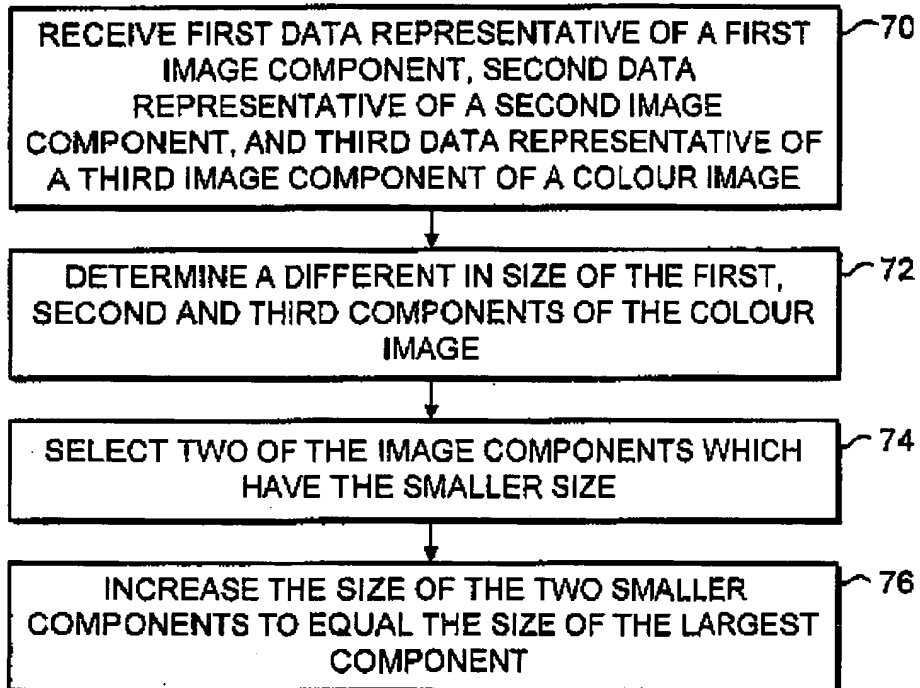 RECEIVE FIRST DATA REPRESENTATIVE OF A FIRST
IMAGE COMPONENT, SECOND DATA
REPRESENTATIVE OF A SECOND IMAGE
COMPONENT, AND THIRD DATA REPRESENTATIVE OF
A THIRD IMAGE COMPONENT OF A COLOUR IMAGE
70
DETERMINE A DIFFERENT IN SIZE OF THE FIRST,
SECOND AND THIRD COMPONENTS OF THE COLOUR
IMAGE
72
SELECT TWO OF THE IMAGE COMPONENTS WHICH
HAVE THE SMALLER SIZE
74
INCREASE THE SIZE OF THE TWO SMALLER
COMPONENTS TO EQUAL THE SIZE OF THE LARGEST
COMPONENT
76